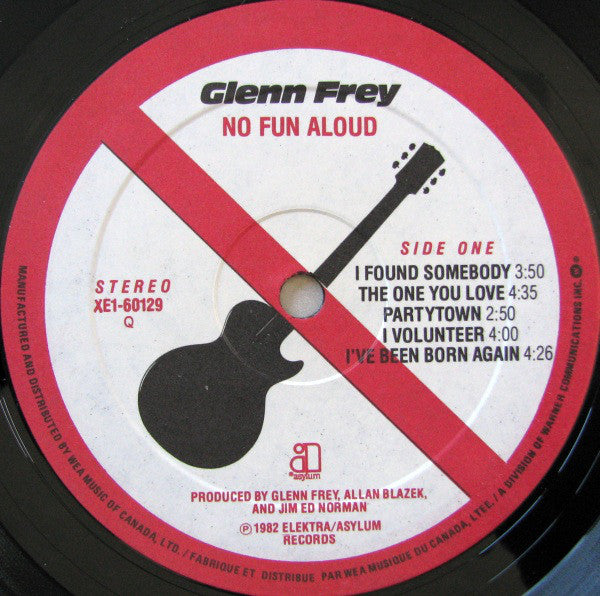 Glenn Frey
NO FUN ALOUD
SIDE ONE
I FOUND SOMEBODY 3:50
THE ONE YOU LOVE 4:35
PARTYTOWN 2:50
I VOLUNTEER 4:00
I'VE BEEN BORN AGAIN 4:26
STEREO
XE1-60129
Q
asylum
PRODUCED BY GLENN FREY, ALLAN BLAZEK,
AND JIM ED NORMAN
℗ 1982 ELEKTRA/ASYLUM
RECORDS
MANUFACTURED AND DISTRIBUTED BY WEA MUSIC OF CANADA, LTD. / FABRIQUE ET DISTRIBUE PAR WEA MUSIQUE DU CANADA, LTEE. / A DIVISION OF WARNER COMMUNICATIONS INC. ®